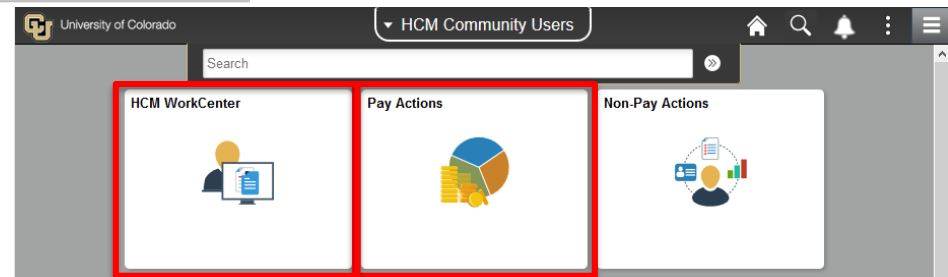 University of Colorado
HCM Community Users
Search
HCM WorkCenter
Pay Actions
Non-Pay Actions